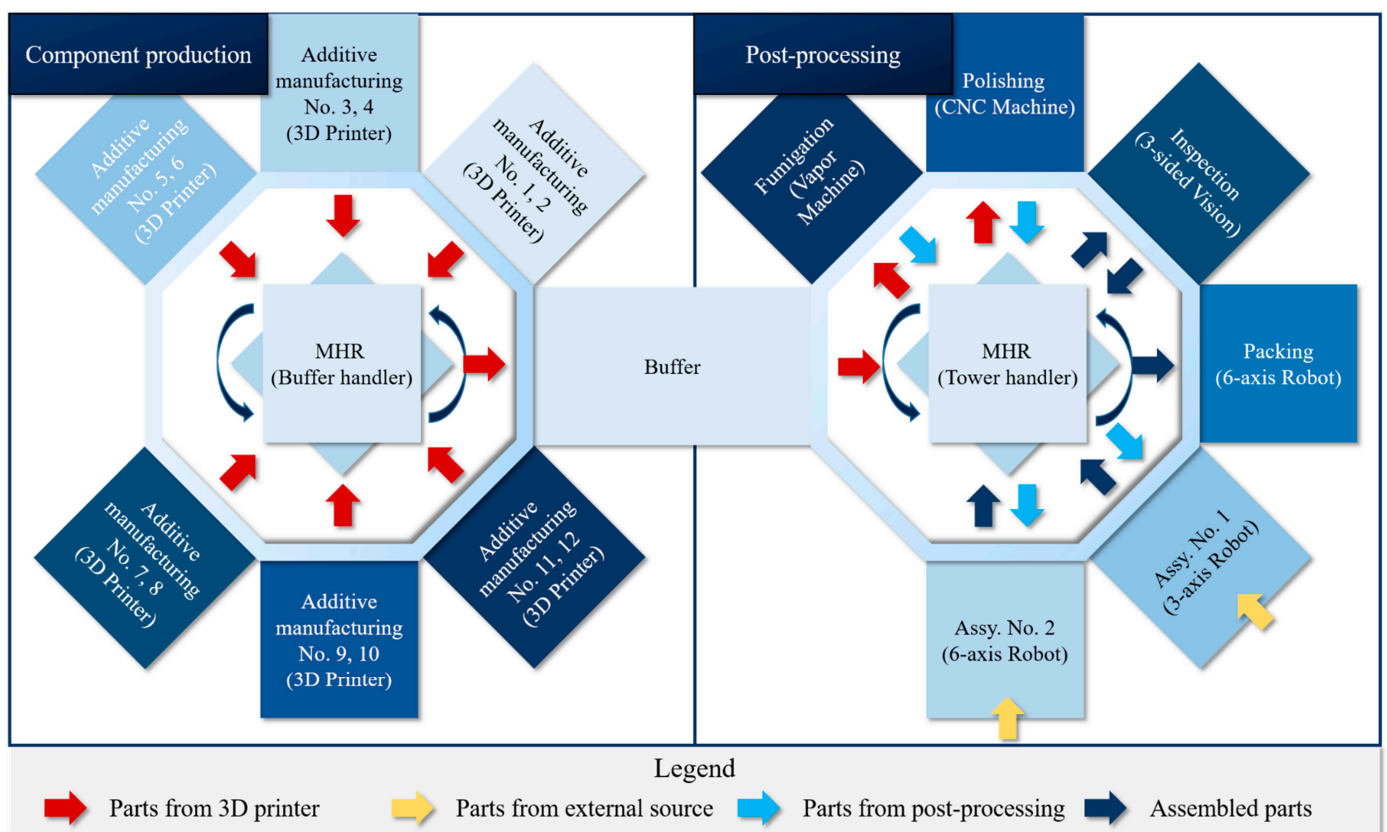 Component production
Additive
manufacturing
No. 3, 4
(3D Printer)
Additive
manufacturing
No. 1, 2
(3D Printer)
Additive
manufacturing
No. 5, 6
(3D Printer)
MHR
(Buffer handler)
Additive
manufacturing
No. 7, 8
(3D Printer)
Additive
manufacturing
No. 9, 10
(3D Printer)
Additive
manufacturing
No. 11, 12
(3D Printer)
Buffer
Post-processing
Polishing
(CNC Machine)
Fumigation
(Vapor
Machine)
Inspection
(3-sided Vision)
MHR
(Tower handler)
Packing
(6-axis Robot)
Assy. No. 1
(3-axis Robot)
Assy. No. 2
(6-axis Robot)
Legend
Parts from 3D printer
Parts from external source
Parts from post-processing
Assembled parts